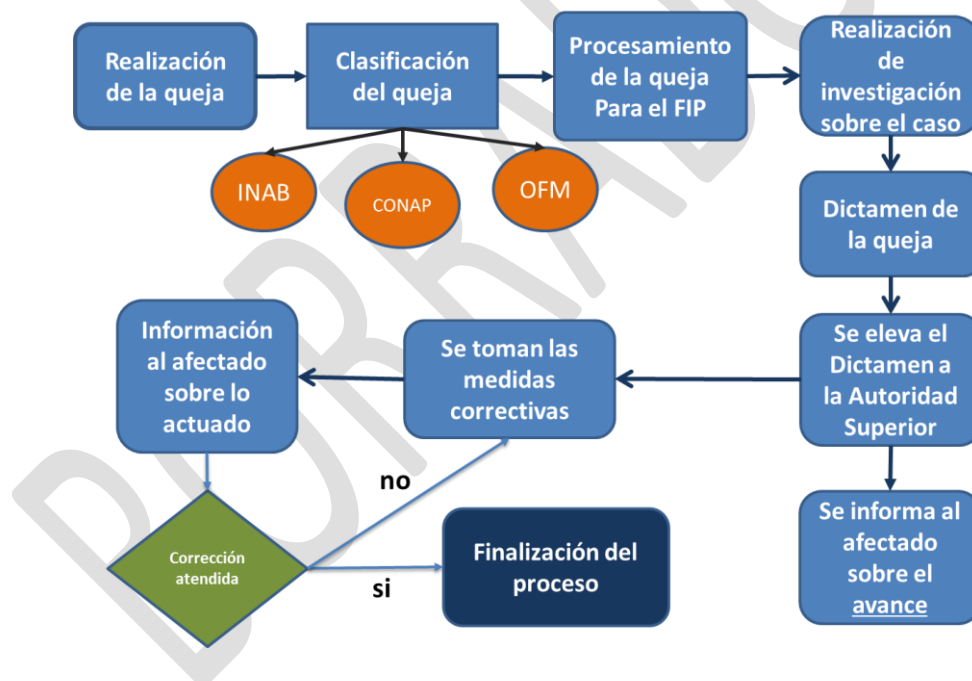 Realización
de la queja
Clasificación
del queja
Procesamiento
de la queja
Para el FIP
Realización
de
investigación
sobre el caso
INAB
CONAP
OFM
Dictamen de
la queja
Se eleva el
Dictamen a
la Autoridad
Superior
Se toman las
medidas
correctivas
Información
al afectado
sobre lo
actuado
no
Corrección
atendida
si
Finalización del
proceso
Se informa al
afectado
sobre el
avance